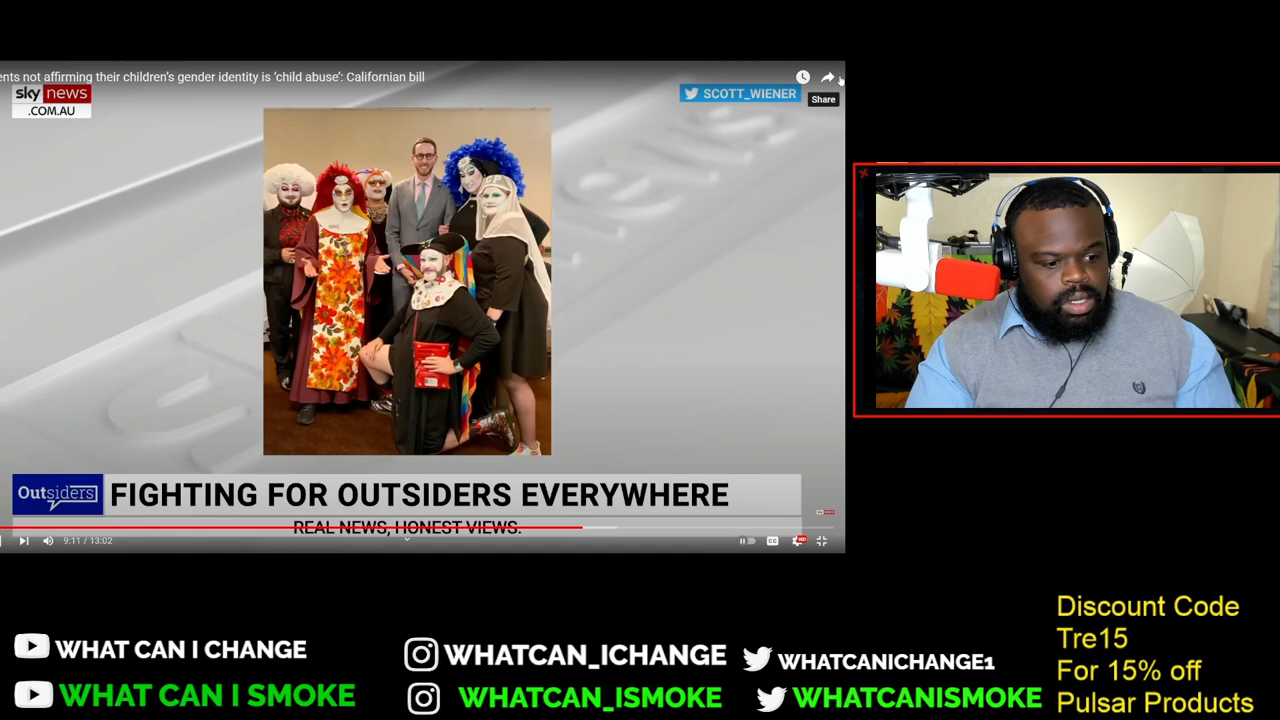 ents not affirming their children's gender identity is 'child abuse': Californian bill
sky news
.COM.AU
SCOTT_WIENER
Share
Outsiders
FIGHTING FOR OUTSIDERS EVERYWHERE
REAL NEWS, HONEST VIEWS.
9:11 / 13:02
CC
HD
WHAT CAN I CHANGE
WHATCAN_ICHANGE
WHATCANICHANGE1
WHAT CAN I SMOKE
WHATCAN_ISMOKE
WHATCANISMOKE
Discount Code
Tre15
For 15% off
Pulsar Products